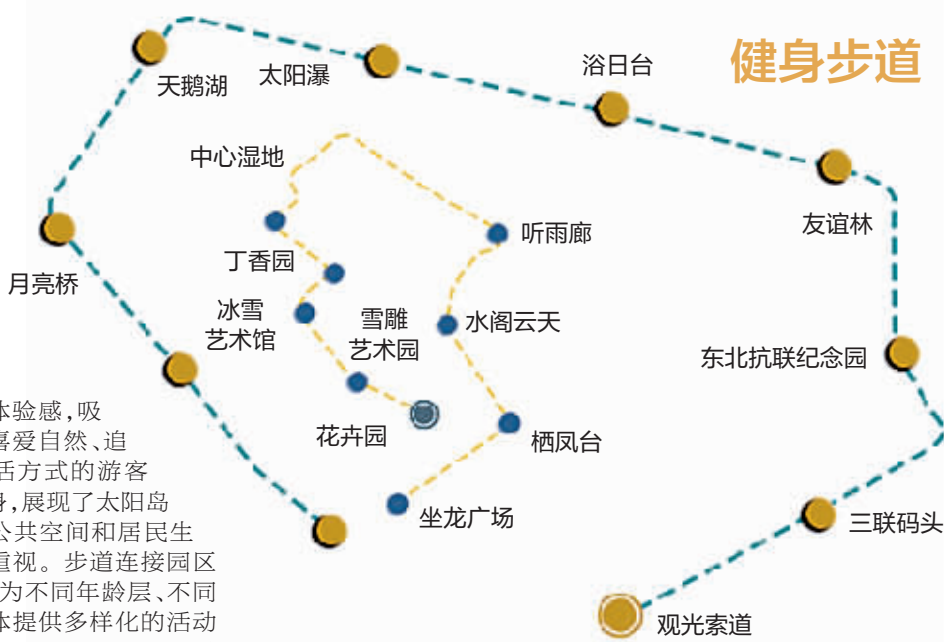 健身步道
天鹅湖
太阳瀑
浴日台
友谊林
中心湿地
听雨廊
丁香园
月亮桥
冰雪
艺术馆
雪雕
艺术园
水阁云天
东北抗联纪念园
花卉园
栖凤台
坐龙广场
三联码头
观光索道
体验感,吸
喜爱自然、追
活方式的游客
身,展现了太阳岛
公共空间和居民生
重视。步道连接园区
为不同年龄层、不同
体提供多样化的活动